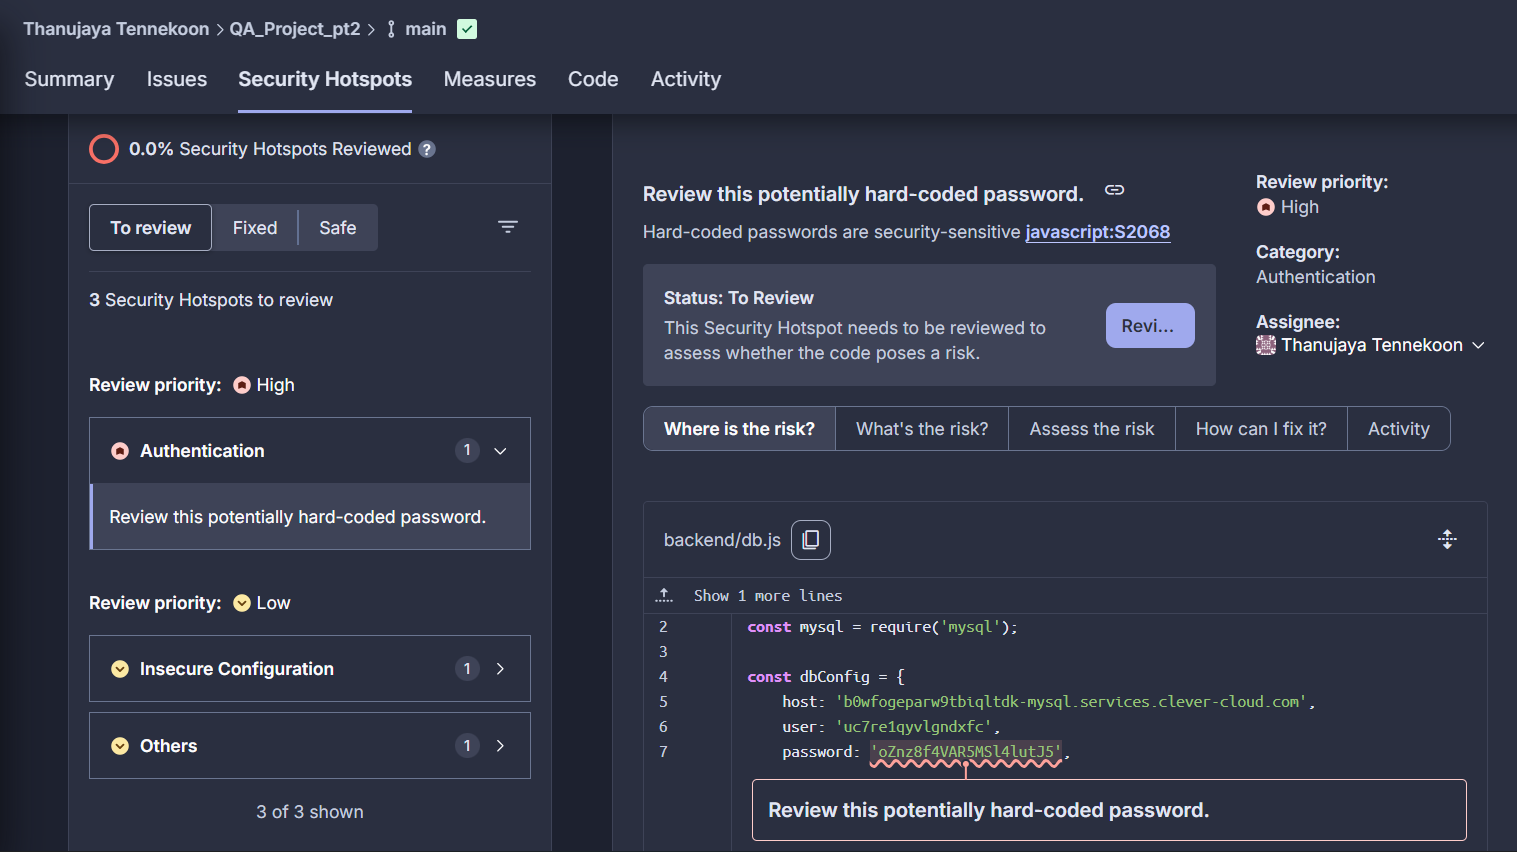 Thanujaya Tennekoon > QA_Project_pt2 > main
Summary Issues Security Hotspots Measures Code Activity
0.0% Security Hotspots Reviewed ?
To review Fixed Safe
3 Security Hotspots to review
Review priority: High
Authentication 1
Review this potentially hard-coded password.
Review priority: Low
Insecure Configuration 1
Others 1
3 of 3 shown
Review this potentially hard-coded password.
Hard-coded passwords are security-sensitive javascript:S2068
Status: To Review
This Security Hotspot needs to be reviewed to
assess whether the code poses a risk.
Revi...
Review priority:
High
Category:
Authentication
Assignee:
Thanujaya Tennekoon
Where is the risk? What's the risk? Assess the risk How can I fix it? Activity
backend/db.js
Show 1 more lines
2 const mysql = require('mysql');
3
4 const dbConfig = {
5 host: 'b0wfogeparw9tbiqltdk-mysql.services.clever-cloud.com',
6 user: 'uc7re1qyvlgndxfc',
7 password: 'oZnz8f4VAR5MSl4lutJ5',
Review this potentially hard-coded password.